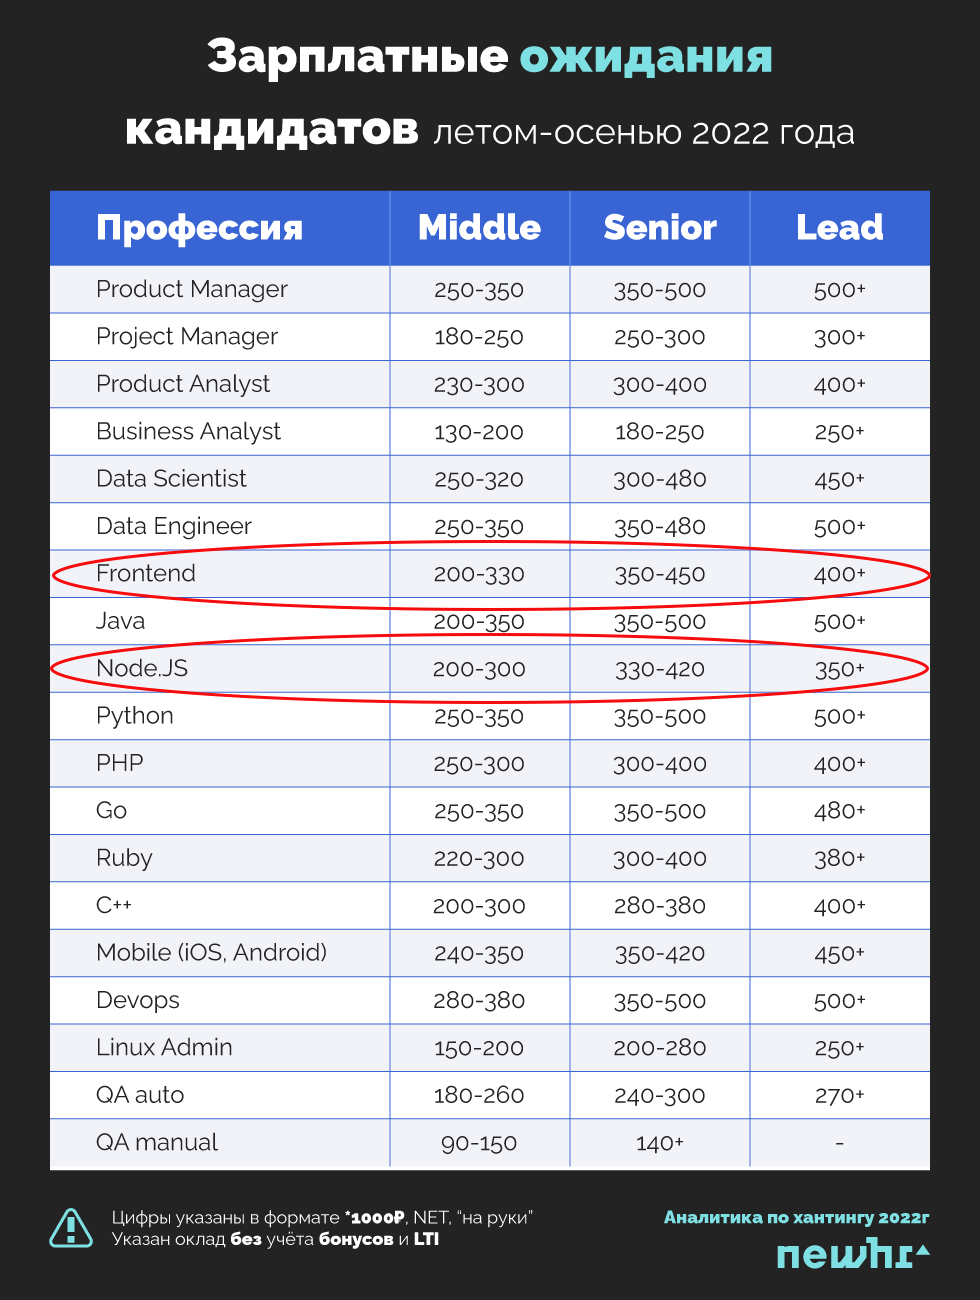 Зарплатные ожидания
кандидатов летом-осенью 2022 года
Профессия Middle Senior Lead
Product Manager 250-350 350-500 500+
Project Manager 180-250 250-300 300+
Product Analyst 230-300 300-400 400+
Business Analyst 130-200 180-250 250+
Data Scientist 250-320 300-480 450+
Data Engineer 250-350 350-480 500+
Frontend 200-330 350-450 400+
Java 200-350 350-500 500+
Node.JS 200-300 330-420 350+
Python 250-350 350-500 500+
PHP 250-300 300-400 400+
Go 250-350 350-500 480+
Ruby 220-300 300-400 380+
C++ 200-300 280-380 400+
Mobile (iOS, Android) 240-350 350-420 450+
Devops 280-380 350-500 500+
Linux Admin 150-200 200-280 250+
QA auto 180-260 240-300 270+
QA manual 90-150 140+ -
Цифры указаны в формате *1000₽, NET, “на руки”
Указан оклад без учёта бонусов и LTI
Аналитика по хантингу 2022г
newhr